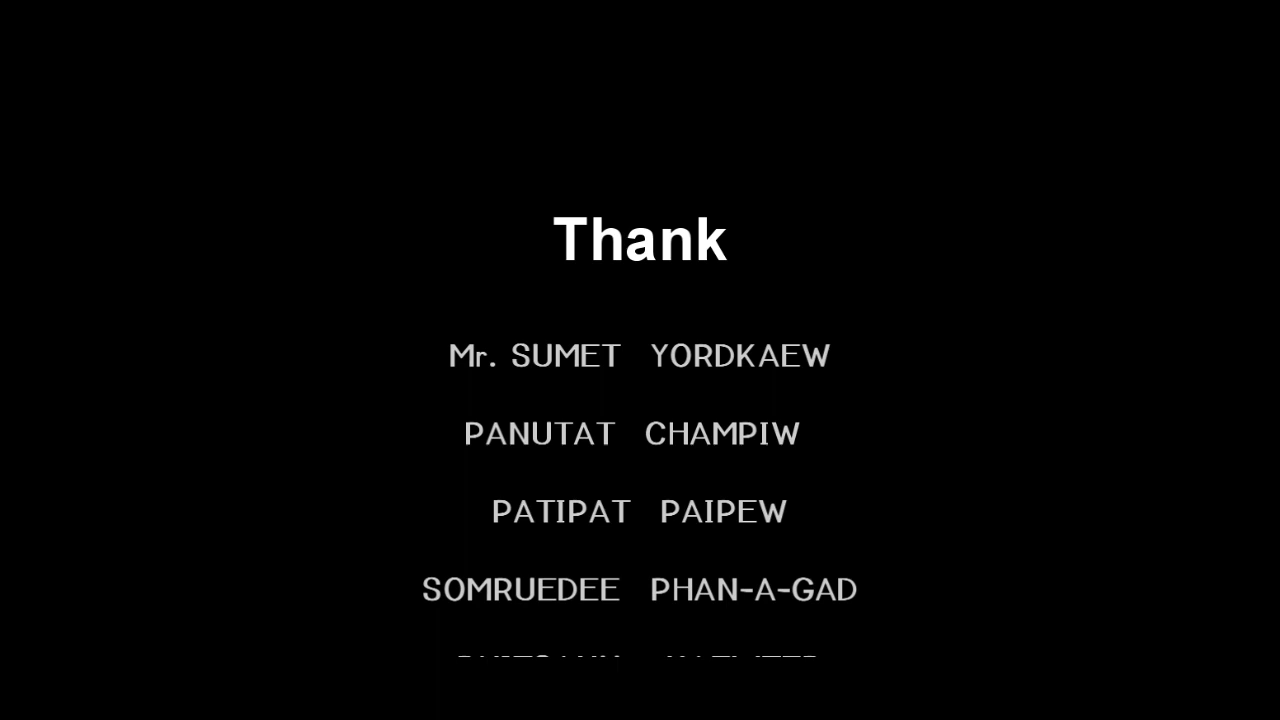 Thank
Mr. SUMET YORDKAEW
PANUTAT CHAMPIW
PATIPAT PAIPEW
SOMRUEDEE PHAN-A-GAD